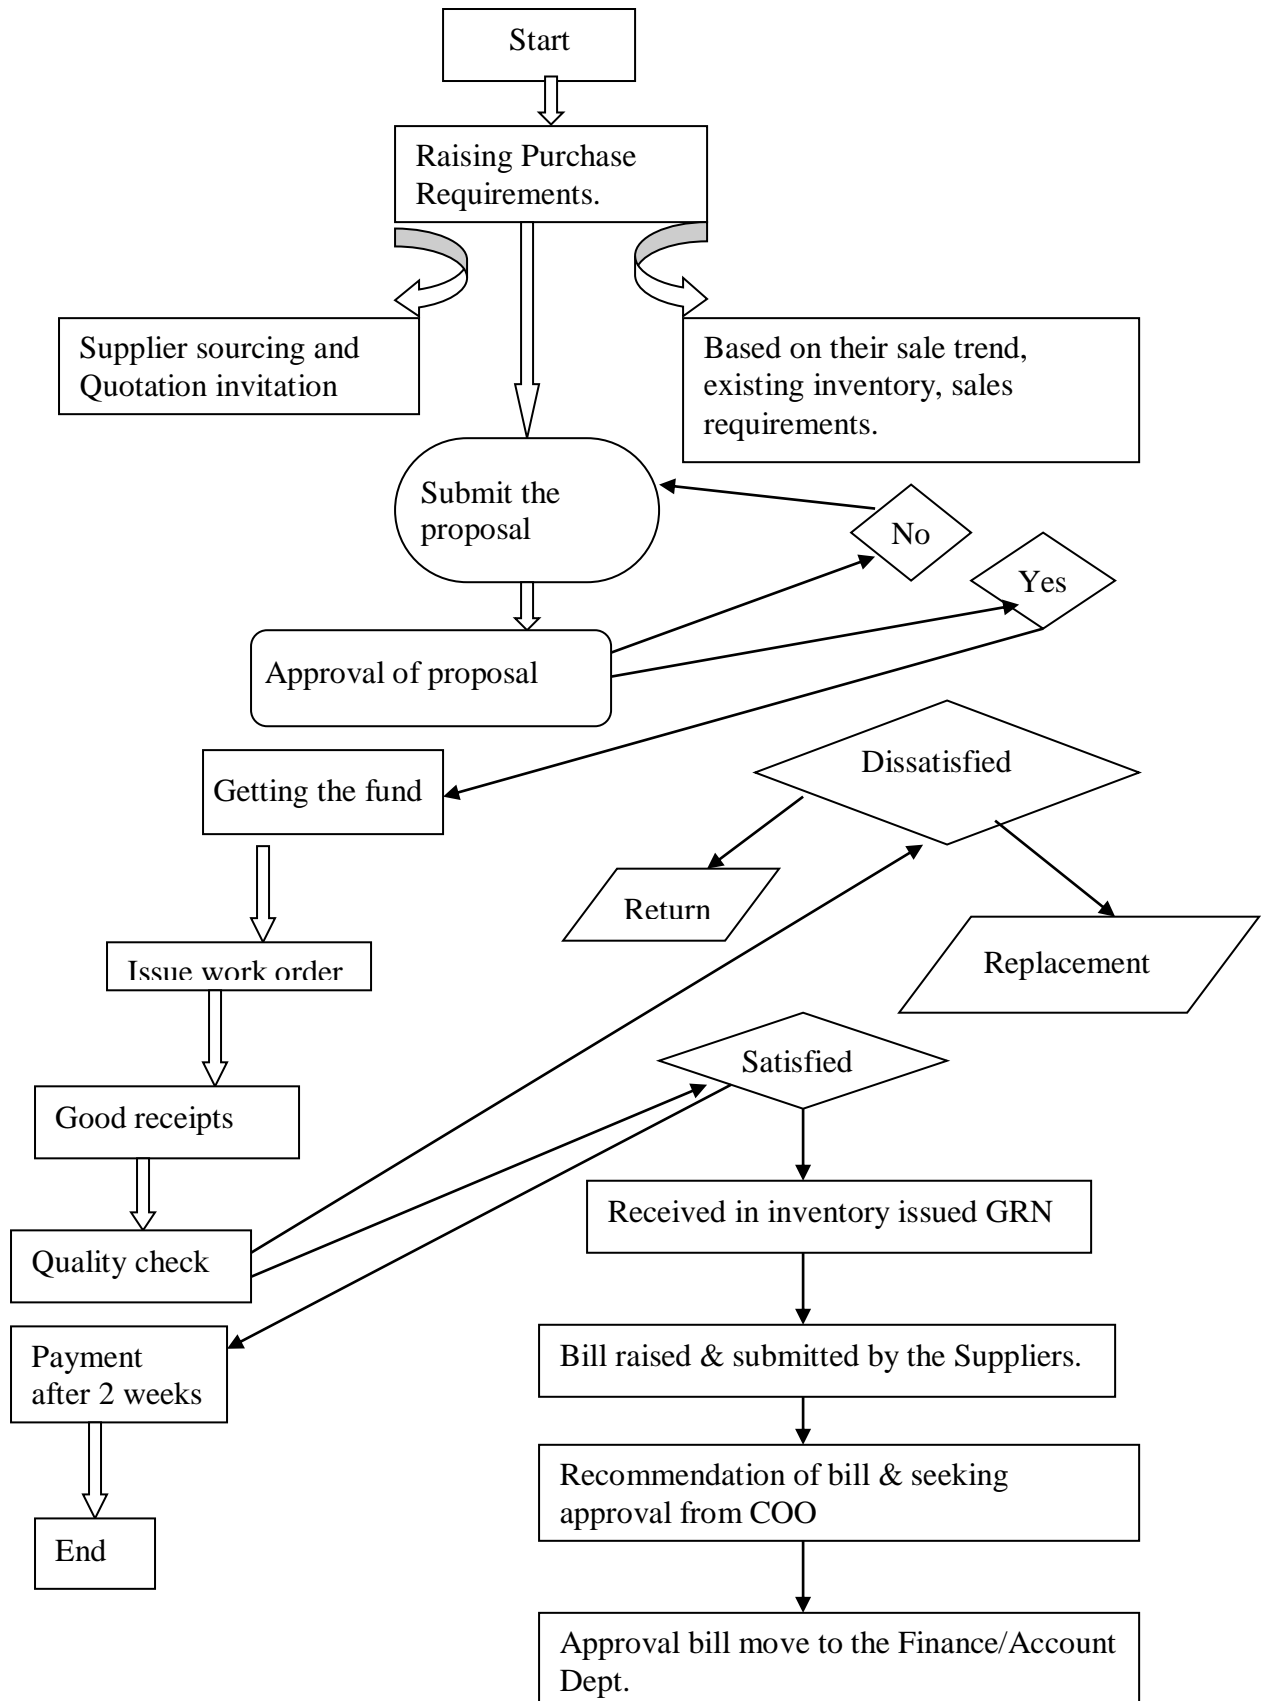 Start
Raising Purchase
Requirements.
Supplier sourcing and
Quotation invitation
Based on their sale trend,
existing inventory, sales
requirements.
Submit the
proposal
No
Yes
Approval of proposal
Getting the fund
Dissatisfied
Return
Replacement
Issue work order
Satisfied
Good receipts
Received in inventory issued GRN
Quality check
Payment
after 2 weeks
Bill raised & submitted by the Suppliers.
Recommendation of bill & seeking
approval from COO
End
Approval bill move to the Finance/Account
Dept.